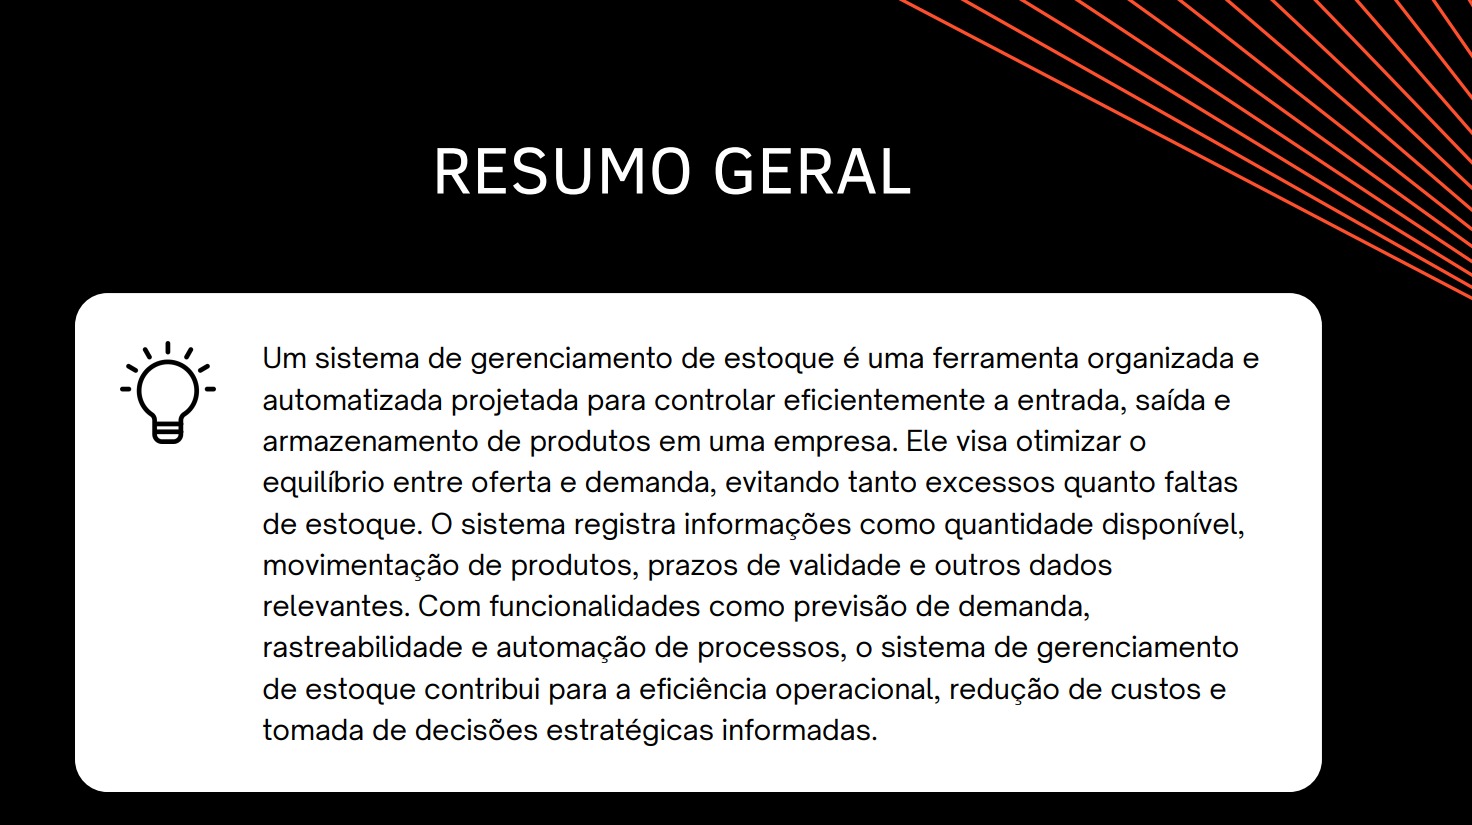 RESUMO GERAL
Um sistema de gerenciamento de estoque é uma ferramenta organizada e
automatizada projetada para controlar eficientemente a entrada, saída e
armazenamento de produtos em uma empresa. Ele visa otimizar o
equilíbrio entre oferta e demanda, evitando tanto excessos quanto faltas
de estoque. O sistema registra informações como quantidade disponível,
movimentação de produtos, prazos de validade e outros dados
relevantes. Com funcionalidades como previsão de demanda,
rastreabilidade e automação de processos, o sistema de gerenciamento
de estoque contribui para a eficiência operacional, redução de custos e
tomada de decisões estratégicas informadas.